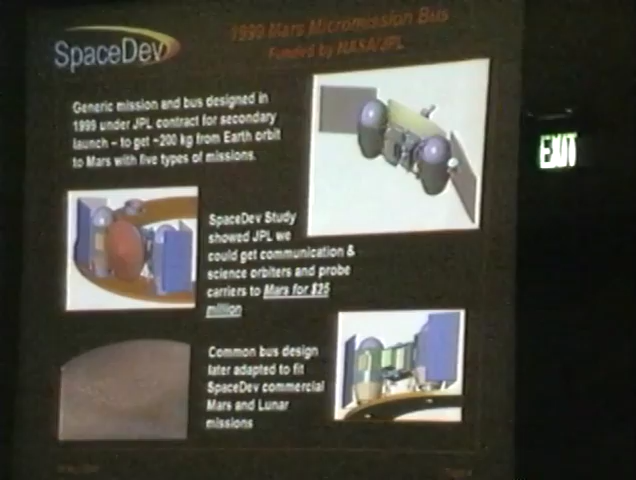 SpaceDev
1999 Mars Micromission Bus
Funded by NASA/JPL
Generic mission and bus designed in
1999 under JPL contract for secondary
launch – to get ~200 kg from Earth orbit
to Mars with five types of missions.
SpaceDev Study
showed JPL we
could get communication &
science orbiters and probe
carriers to Mars for $25
million
Common bus design
later adapted to fit
SpaceDev commercial
Mars and Lunar
missions
EXIT